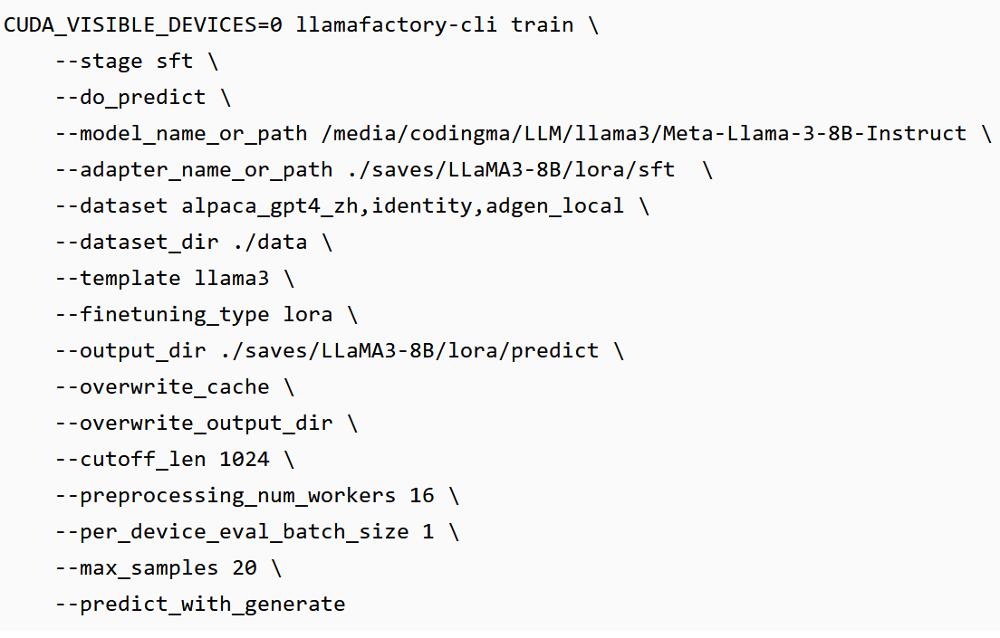 CUDA_VISIBLE_DEVICES=0 llamafactory-cli train \
    --stage sft \
    --do_predict \
    --model_name_or_path /media/codingma/LLM/llama3/Meta-Llama-3-8B-Instruct \
    --adapter_name_or_path ./saves/LLaMA3-8B/lora/sft  \
    --dataset alpaca_gpt4_zh,identity,adgen_local \
    --dataset_dir ./data \
    --template llama3 \
    --finetuning_type lora \
    --output_dir ./saves/LLaMA3-8B/lora/predict \
    --overwrite_cache \
    --overwrite_output_dir \
    --cutoff_len 1024 \
    --preprocessing_num_workers 16 \
    --per_device_eval_batch_size 1 \
    --max_samples 20 \
    --predict_with_generate